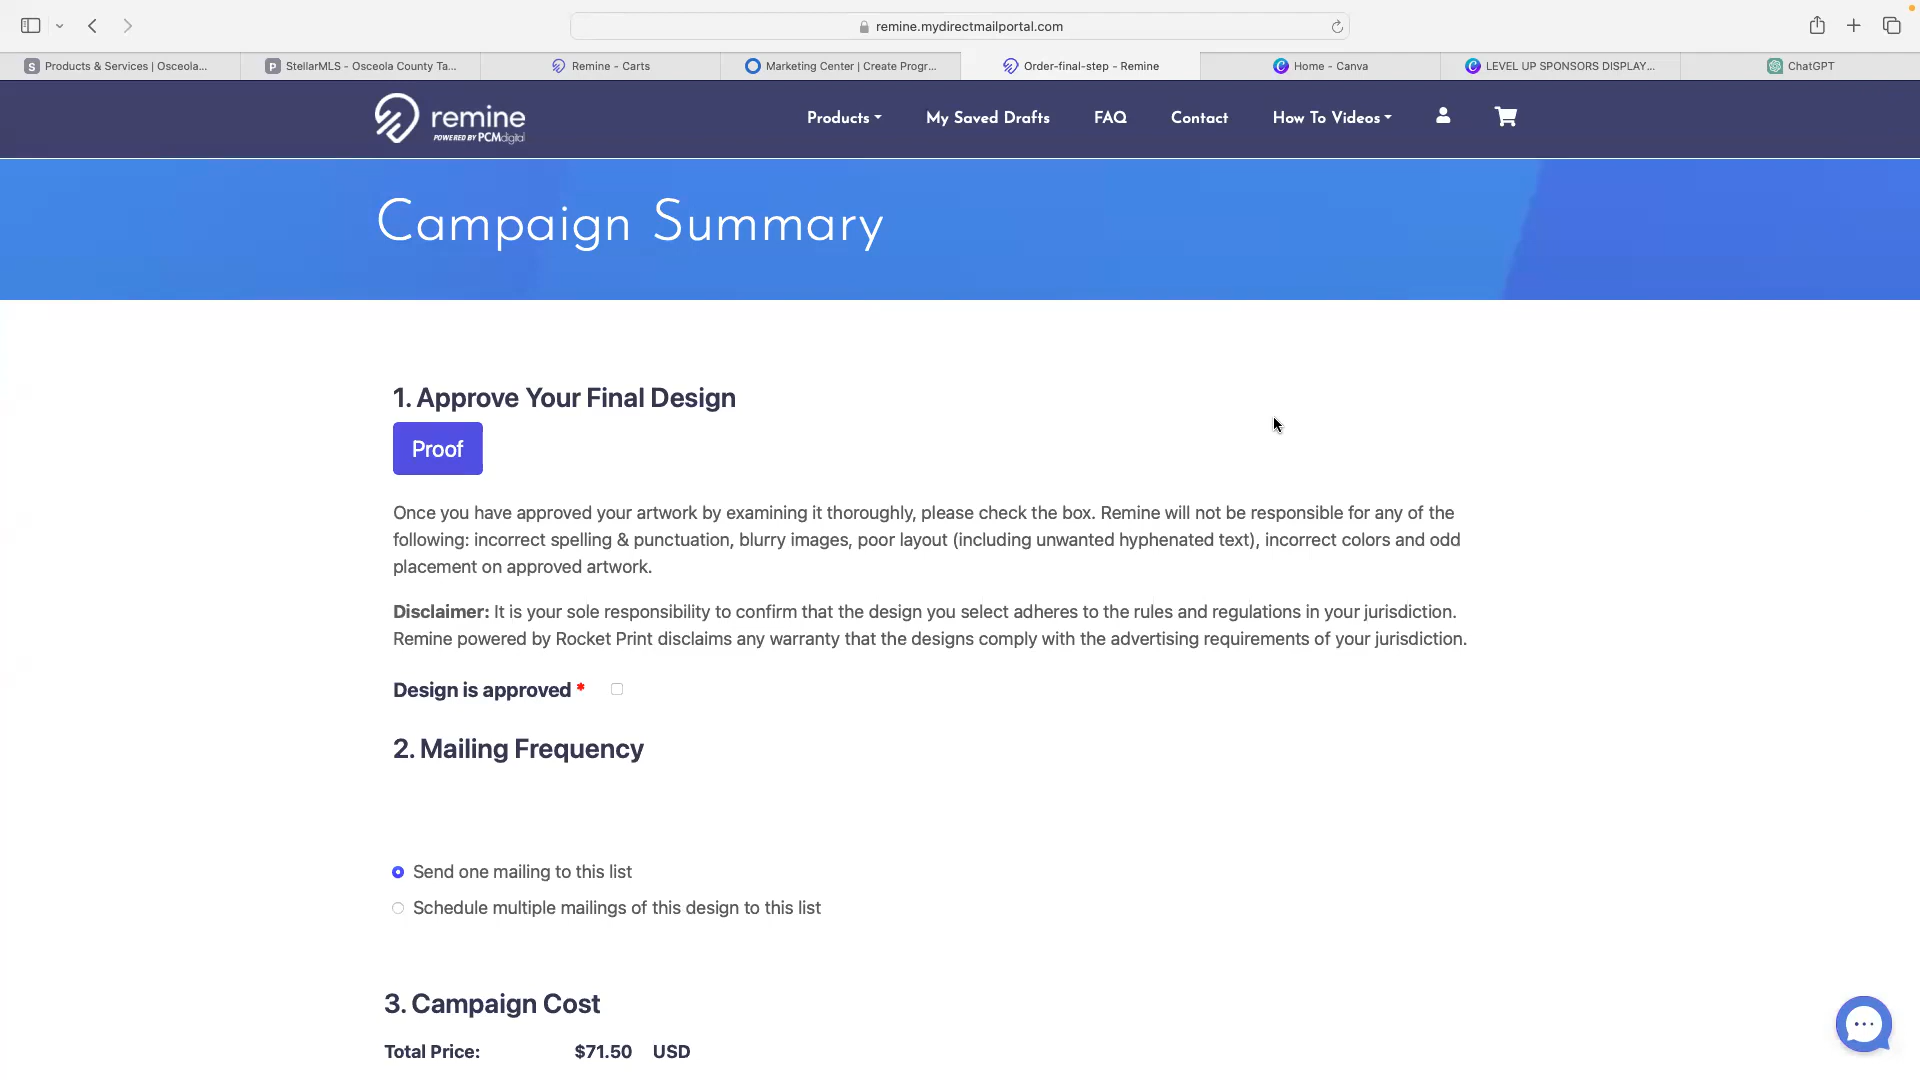 remine.mydirectmailportal.com
S Products & Services | Osceola...
P StellarMLS - Osceola County Ta...
Remine - Carts
Marketing Center | Create Progr...
Order-final-step - Remine
Home - Canva
LEVEL UP SPONSORS DISPLAY...
ChatGPT
remine
POWERED BY PCMdigital
Products
My Saved Drafts
FAQ
Contact
How To Videos
Campaign Summary
1. Approve Your Final Design
Proof
Once you have approved your artwork by examining it thoroughly, please check the box. Remine will not be responsible for any of the
following: incorrect spelling & punctuation, blurry images, poor layout (including unwanted hyphenated text), incorrect colors and odd
placement on approved artwork.
Disclaimer: It is your sole responsibility to confirm that the design you select adheres to the rules and regulations in your jurisdiction.
Remine powered by Rocket Print disclaims any warranty that the designs comply with the advertising requirements of your jurisdiction.
Design is approved *
2. Mailing Frequency
Send one mailing to this list
Schedule multiple mailings of this design to this list
3. Campaign Cost
Total Price: $71.50 USD